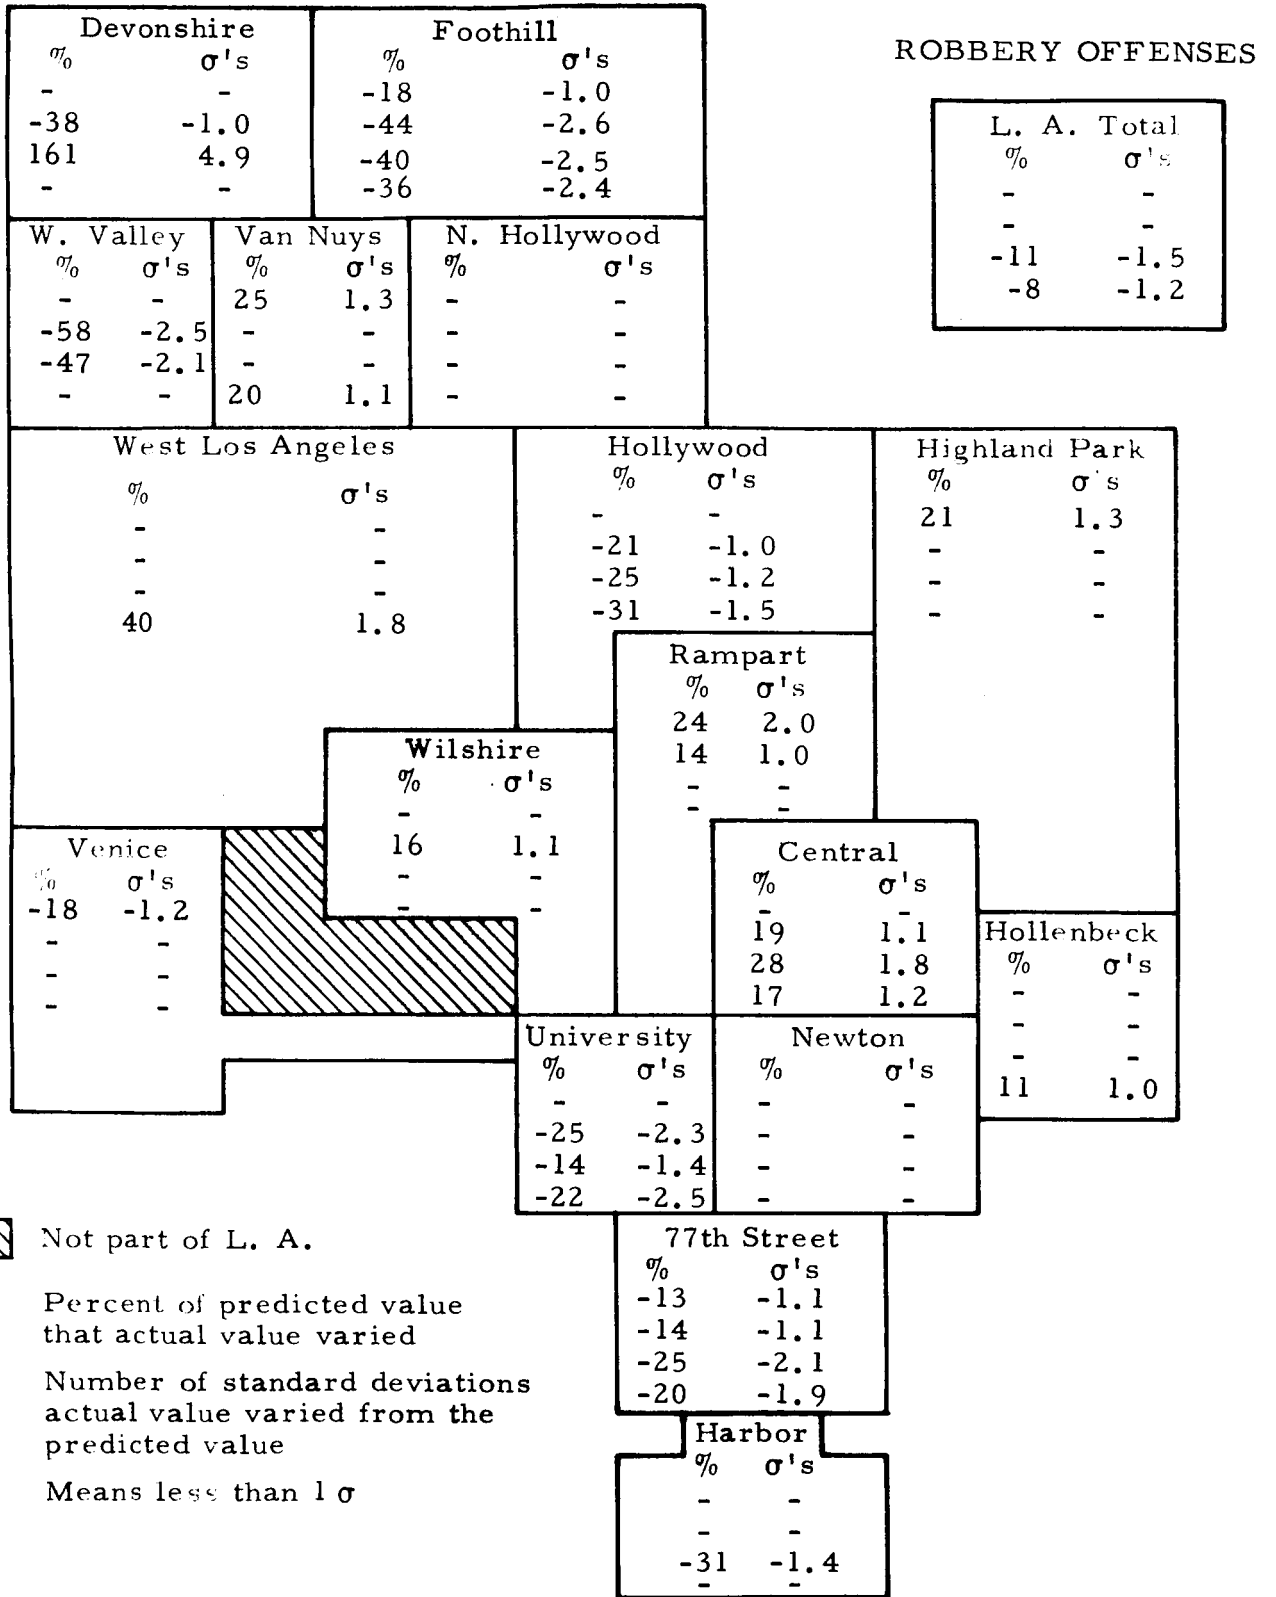 ROBBERY OFFENSES
Devonshire
% σ's
- -
-38 -1.0
161 4.9
- -
Foothill
% σ's
-18 -1.0
-44 -2.6
-40 -2.5
-36 -2.4
L. A. Total
% σ's
- -
- -
-11 -1.5
-8 -1.2
W. Valley
% σ's
- -
-58 -2.5
-47 -2.1
- -
Van Nuys
% σ's
25 1.3
- -
- -
20 1.1
N. Hollywood
% σ's
- -
- -
- -
- -
West Los Angeles
% σ's
- -
- -
- -
40 1.8
Hollywood
% σ's
- -
-21 -1.0
-25 -1.2
-31 -1.5
Highland Park
% σ's
21 1.3
- -
- -
- -
Rampart
% σ's
24 2.0
14 1.0
- -
- -
Wilshire
% σ's
- -
16 1.1
- -
- -
Venice
% σ's
-18 -1.2
- -
- -
- -
Central
% σ's
- -
19 1.1
28 1.8
17 1.2
Hollenbeck
% σ's
- -
- -
- -
11 1.0
University
% σ's
- -
-25 -2.3
-14 -1.4
-22 -2.5
Newton
% σ's
- -
- -
- -
- -
77th Street
% σ's
-13 -1.1
-14 -1.1
-25 -2.1
-20 -1.9
Harbor
% σ's
- -
- -
-31 -1.4
- -
Not part of L. A.
Percent of predicted value
that actual value varied
Number of standard deviations
actual value varied from the
predicted value
Means less than 1 σ